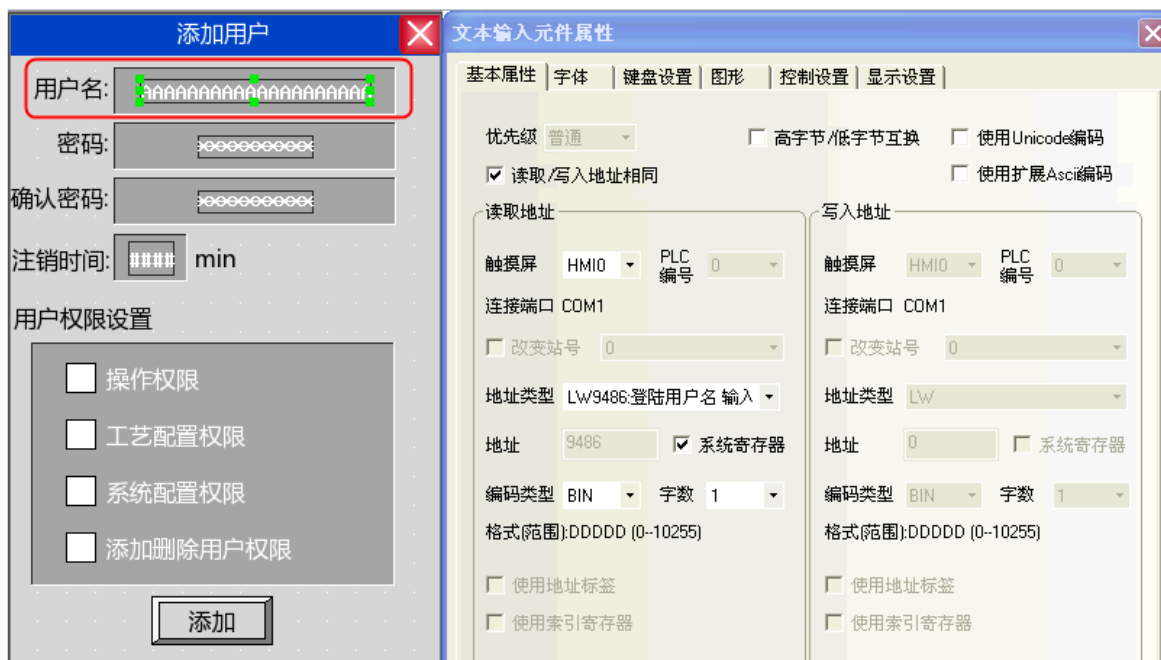 添加用户
用户名: AAAAAAAAAAAAAAAAAAAA
密码: ××××××××××
确认密码: ××××××××××
注销时间: #### min
用户权限设置
操作权限
工艺配置权限
系统配置权限
添加删除用户权限
添加
文本输入元件属性
基本属性 字体 键盘设置 图形 控制设置 显示设置
优先级 普通 高字节/低字节互换 使用Unicode编码
读取/写入地址相同 使用扩展Ascii编码
读取地址
触摸屏 HMI0 PLC编号 0
连接端口 COM1
改变站号 0
地址类型 LW9486:登陆用户名 输入
地址 9486 系统寄存器
编码类型 BIN 字数 1
格式(范围):DDDDD (0--10255)
使用地址标签
使用索引寄存器
写入地址
触摸屏 HMI0 PLC编号 0
连接端口 COM1
改变站号 0
地址类型 LW
地址 0 系统寄存器
编码类型 BIN 字数 1
格式(范围):DDDDD (0--10255)
使用地址标签
使用索引寄存器